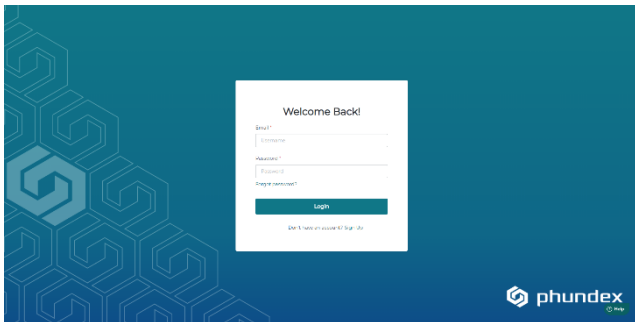 Welcome Back!
Email *
Username
Password *
Password
Forgot password?
Login
Don't have an account? Sign Up
phundex
Help